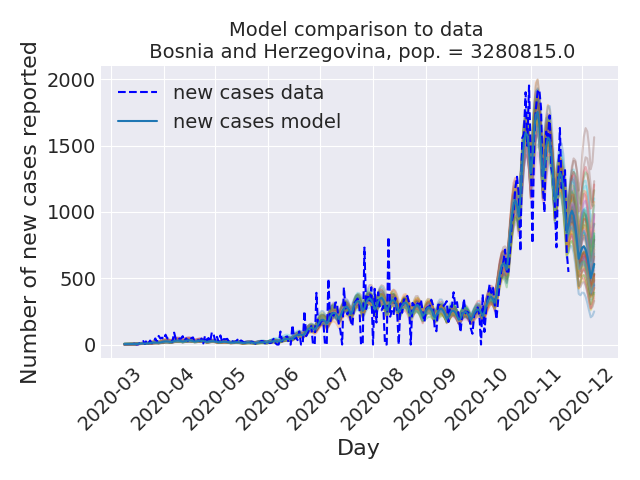 Model comparison to data
Bosnia and Herzegovina, pop. = 3280815.0
Number of new cases reported
2000
1500
1000
500
0
new cases data
new cases model
2020-03
2020-04
2020-05
2020-06
2020-07
2020-08
2020-09
2020-10
2020-11
2020-12
Day